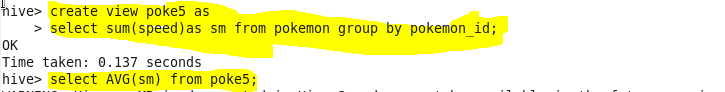 hive> create view poke5 as
    > select sum(speed)as sm from pokemon group by pokemon_id;
OK
Time taken: 0.137 seconds
hive> select AVG(sm) from poke5;